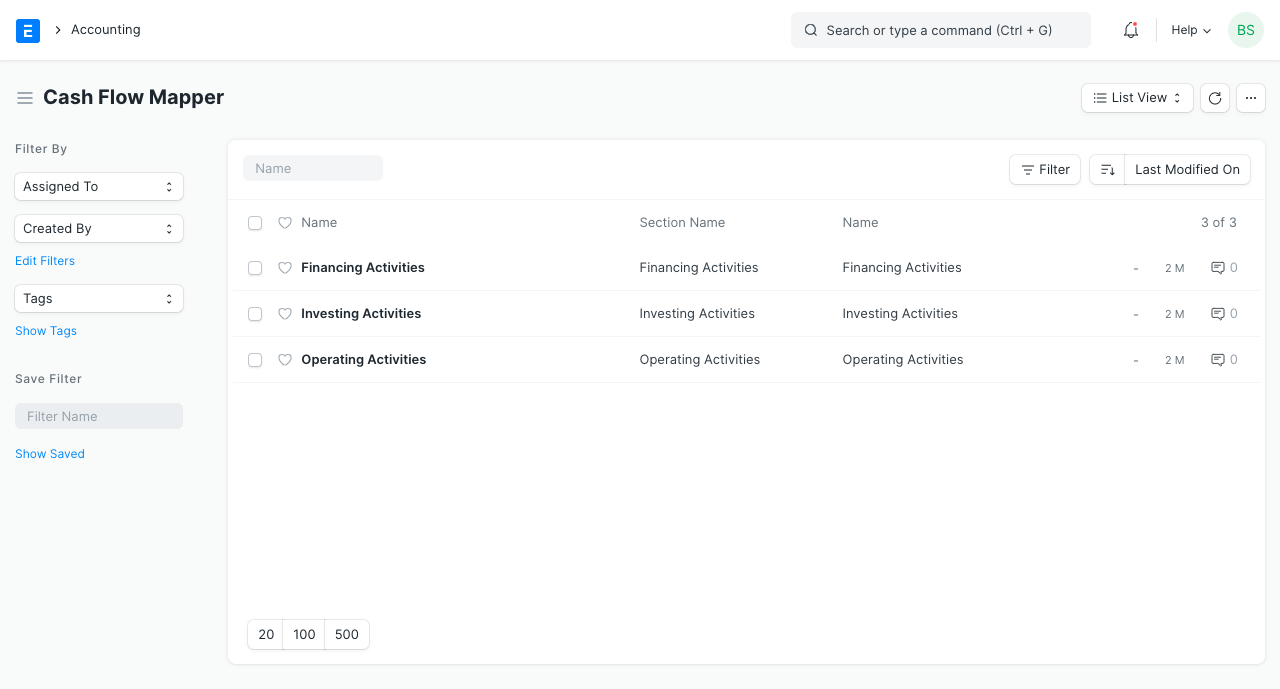 Accounting
Search or type a command (Ctrl + G)
Help
BS
Cash Flow Mapper
List View
Filter By
Assigned To
Created By
Edit Filters
Tags
Show Tags
Save Filter
Filter Name
Show Saved
Name
Filter
Last Modified On
Name Section Name Name 3 of 3
Financing Activities Financing Activities Financing Activities - 2 M 0
Investing Activities Investing Activities Investing Activities - 2 M 0
Operating Activities Operating Activities Operating Activities - 2 M 0
20 100 500